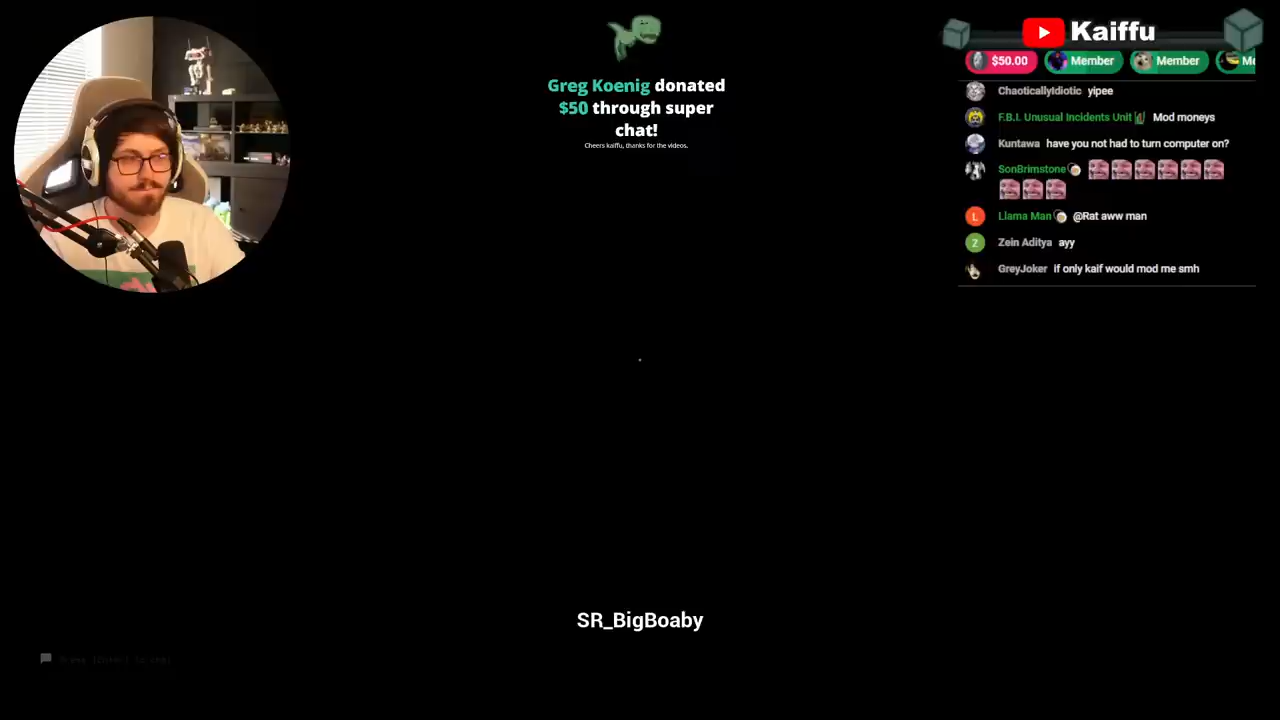 Greg Koenig donated
$50 through super
chat!
Cheers kaiffu, thanks for the videos.
Kaiffu
$50.00 Member Member
ChaoticallyIdiotic yipee
F.B.I. Unusual Incidents Unit Mod moneys
Kuntawa have you not had to turn computer on?
SonBrimstone
Llama Man @Rat aww man
Zein Aditya ayy
GreyJoker if only kaif would mod me smh
SR_BigBoaby